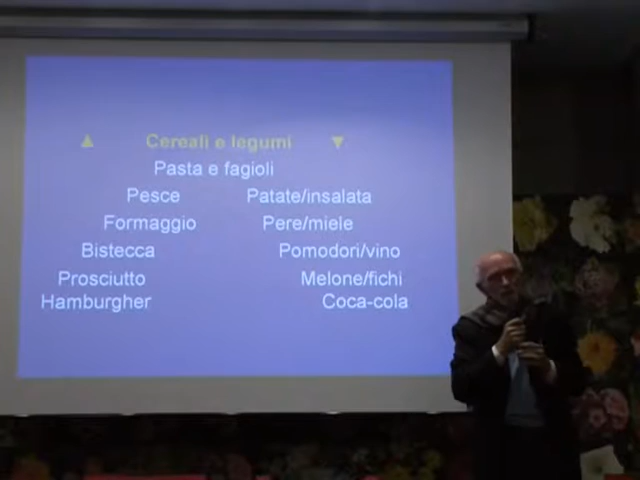 ▲ Cereali e legumi ▼
Pasta e fagioli
Pesce Patate/insalata
Formaggio Pere/miele
Bistecca Pomodori/vino
Prosciutto Melone/fichi
Hamburgher Coca-cola